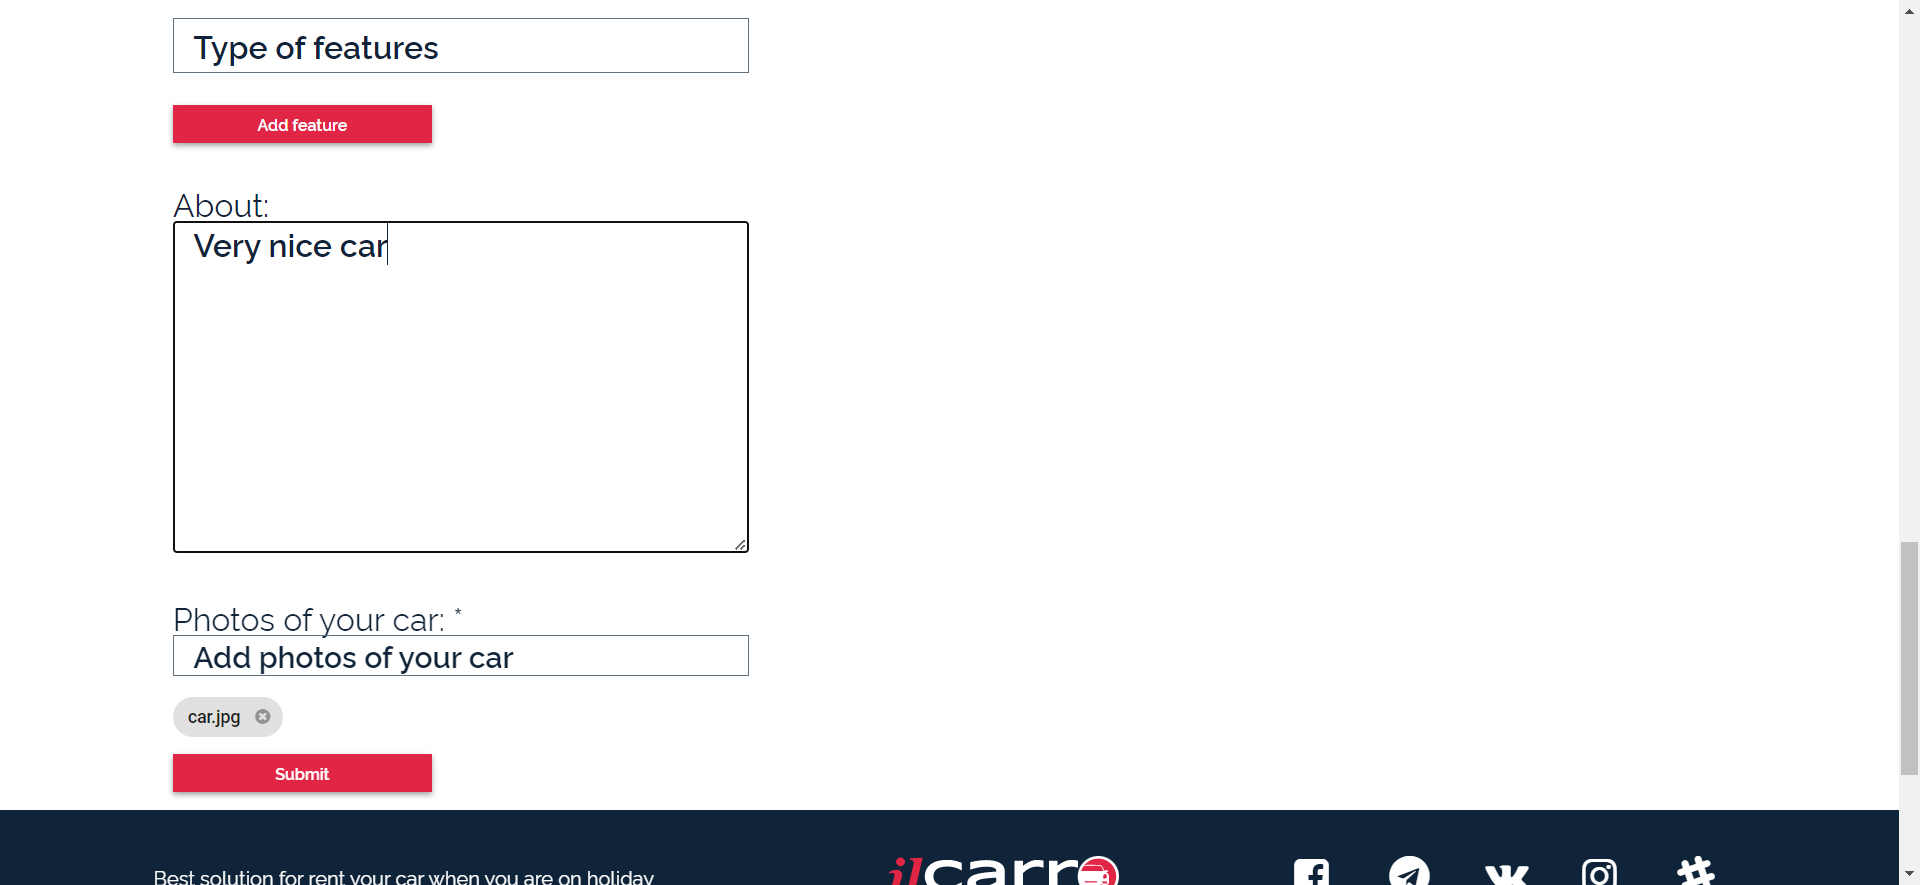 Type of features
Add feature
About:
Very nice car
Photos of your car: *
Add photos of your car
car.jpg
Submit
Best solution for rent your car when you are on holiday
ilcarro